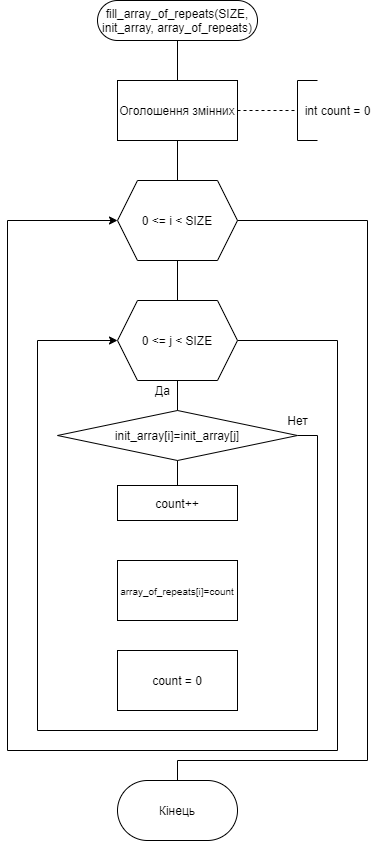 fill_array_of_repeats(SIZE,
init_array, array_of_repeats)
Оголошення змінних
int count = 0
0 <= i < SIZE
0 <= j < SIZE
Да
Нет
init_array[i]=init_array[j]
count++
array_of_repeats[i]=count
count = 0
Кінець